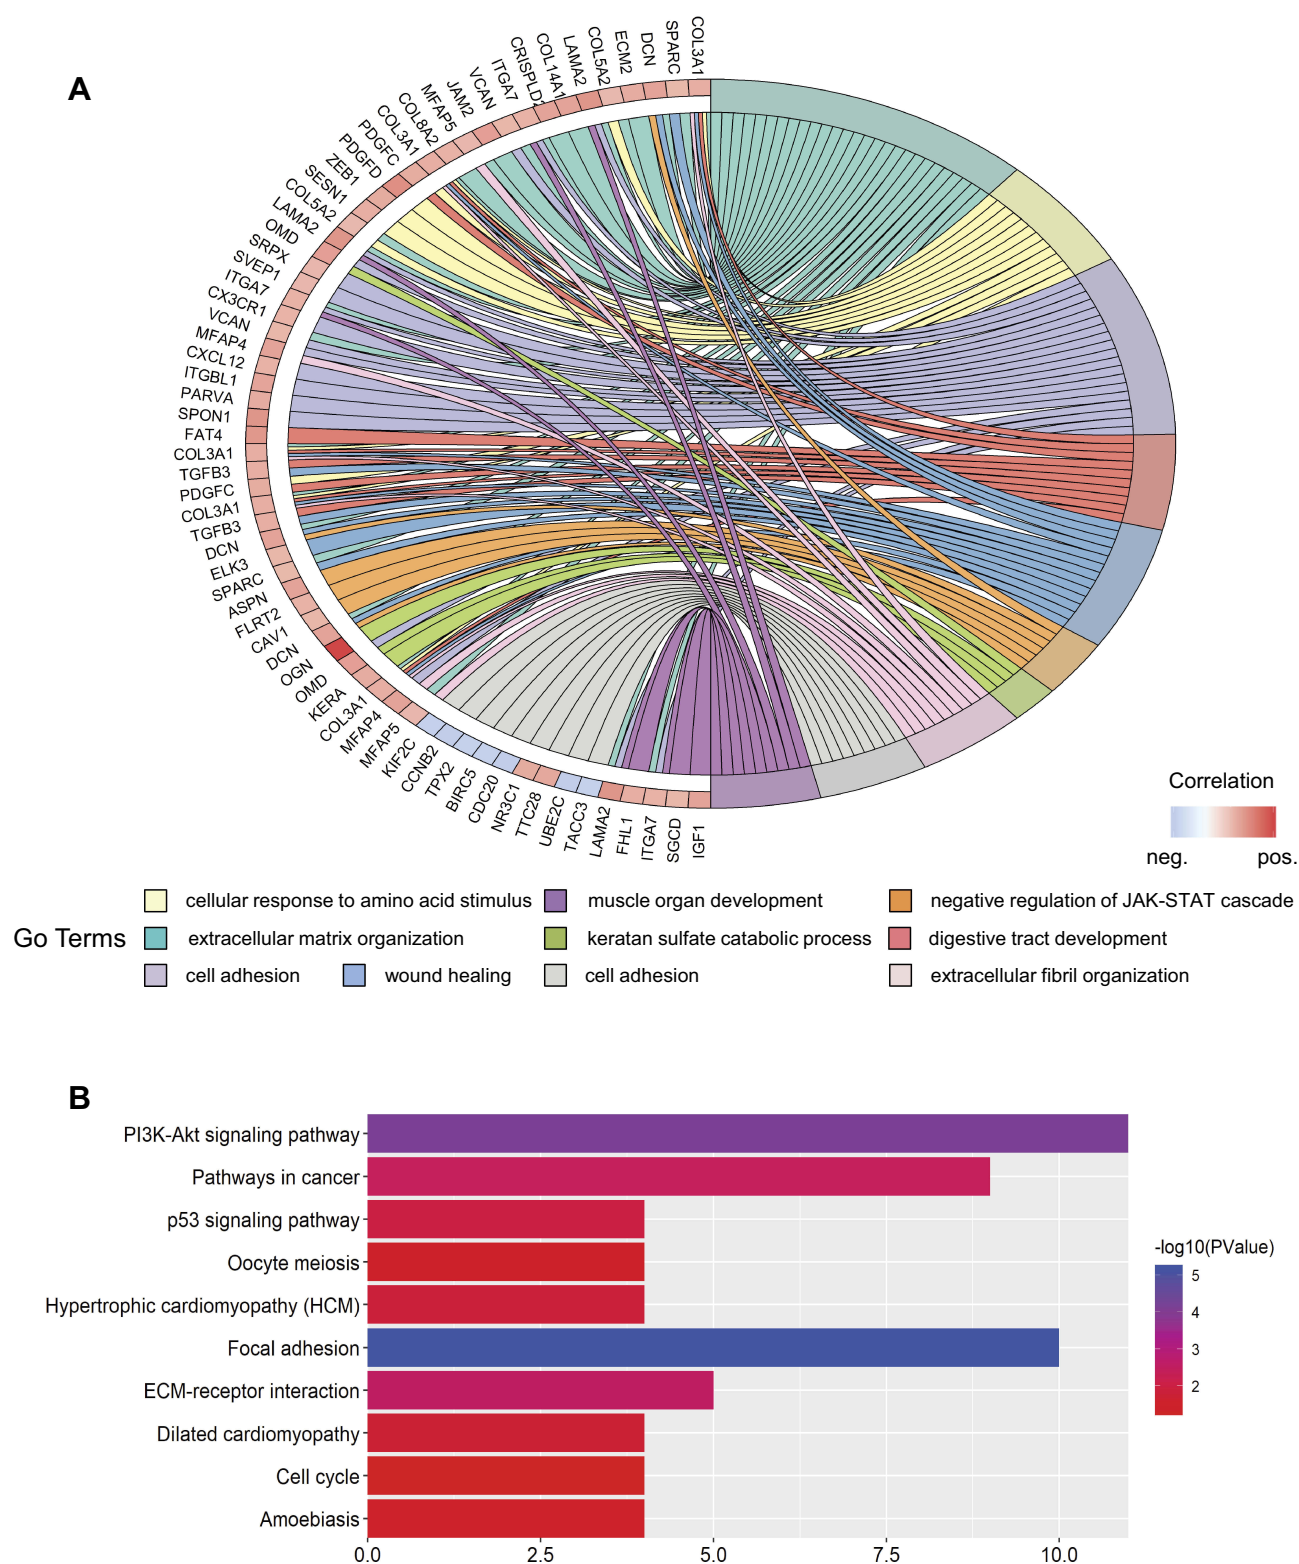 A
COL3A1
SPARC
DCN
ECM2
COL5A2
LAMA2
COL14A1
CRISPLD2
ITGA7
VCAN
JAM2
MFAP5
COL8A2
COL3A1
PDGFC
PDGFD
ZEB1
SESN1
COL5A2
LAMA2
OMD
SRPX
SVEP1
ITGA7
CX3CR1
VCAN
MFAP4
CXCL12
ITGBL1
PARVA
SPON1
FAT4
COL3A1
TGFB3
PDGFC
COL3A1
TGFB3
DCN
ELK3
SPARC
ASPN
FLRT2
CAV1
DCN
OGN
OMD
KERA
COL3A1
MFAP4
MFAP5
KIF2C
CCNB2
TPX2
BIRC5
CDC20
NR3C1
TTC28
UBE2C
TACC3
LAMA2
FHL1
ITGA7
SGCD
IGF1
Correlation
neg. pos.
cellular response to amino acid stimulus muscle organ development negative regulation of JAK-STAT cascade
Go Terms extracellular matrix organization keratan sulfate catabolic process digestive tract development
cell adhesion wound healing cell adhesion extracellular fibril organization
B
PI3K-Akt signaling pathway
Pathways in cancer
p53 signaling pathway
Oocyte meiosis
Hypertrophic cardiomyopathy (HCM)
Focal adhesion
ECM-receptor interaction
Dilated cardiomyopathy
Cell cycle
Amoebiasis
0.0 2.5 5.0 7.5 10.0
-log10(PValue)
5
4
3
2